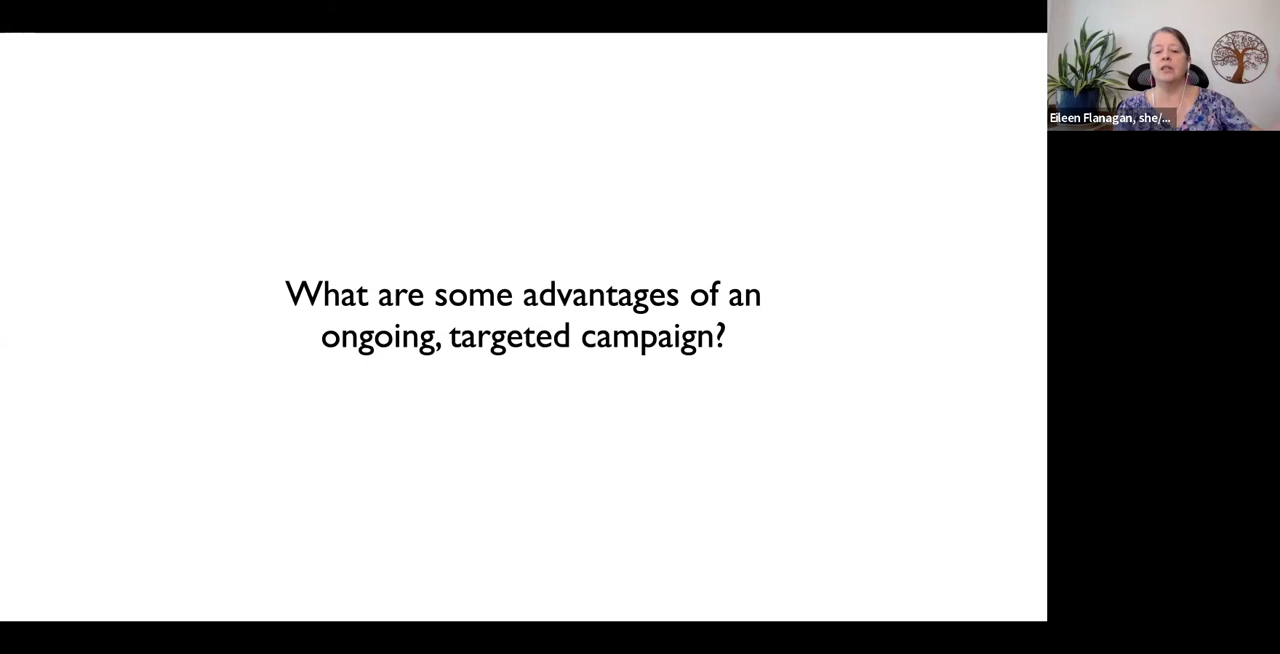 What are some advantages of an
ongoing, targeted campaign?
Eileen Flanagan, she/...